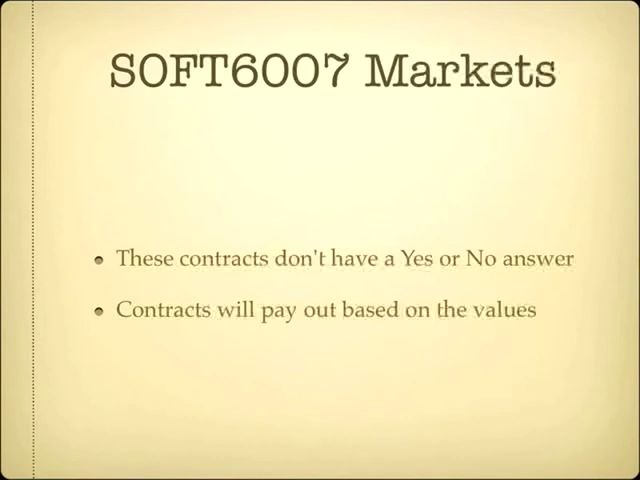 SOFT6007 Markets
These contracts don't have a Yes or No answer
Contracts will pay out based on the values